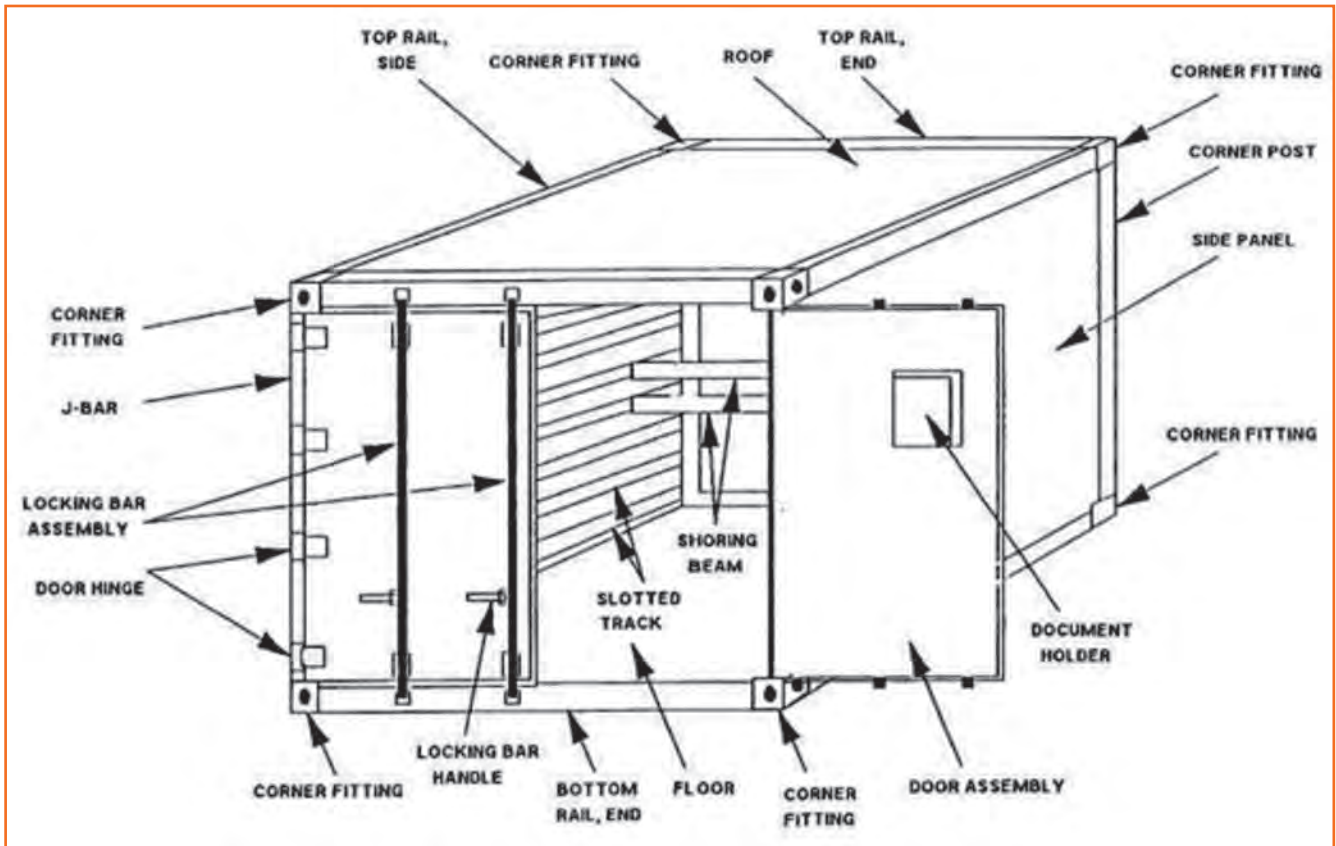 TOP RAIL,
SIDE
CORNER FITTING
ROOF
TOP RAIL,
END
CORNER FITTING
CORNER POST
SIDE PANEL
CORNER
FITTING
J-BAR
CORNER FITTING
LOCKING BAR
ASSEMBLY
SHORING
BEAM
DOOR HINGE
SLOTTED
TRACK
DOCUMENT
HOLDER
LOCKING BAR
HANDLE
CORNER FITTING
BOTTOM
RAIL, END
FLOOR
CORNER
FITTING
DOOR ASSEMBLY